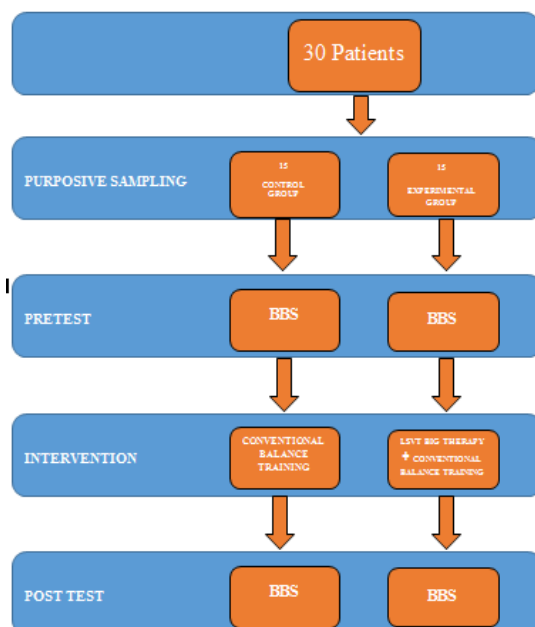 30 Patients
PURPOSIVE SAMPLING
15
CONTROL
GROUP
15
EXPERIMENTAL
GROUP
PRETEST
BBS
BBS
INTERVENTION
CONVENTIONAL
BALANCE
TRAINING
LSVT BIG THERAPY
+ CONVENTIONAL
BALANCE TRAINING
POST TEST
BBS
BBS